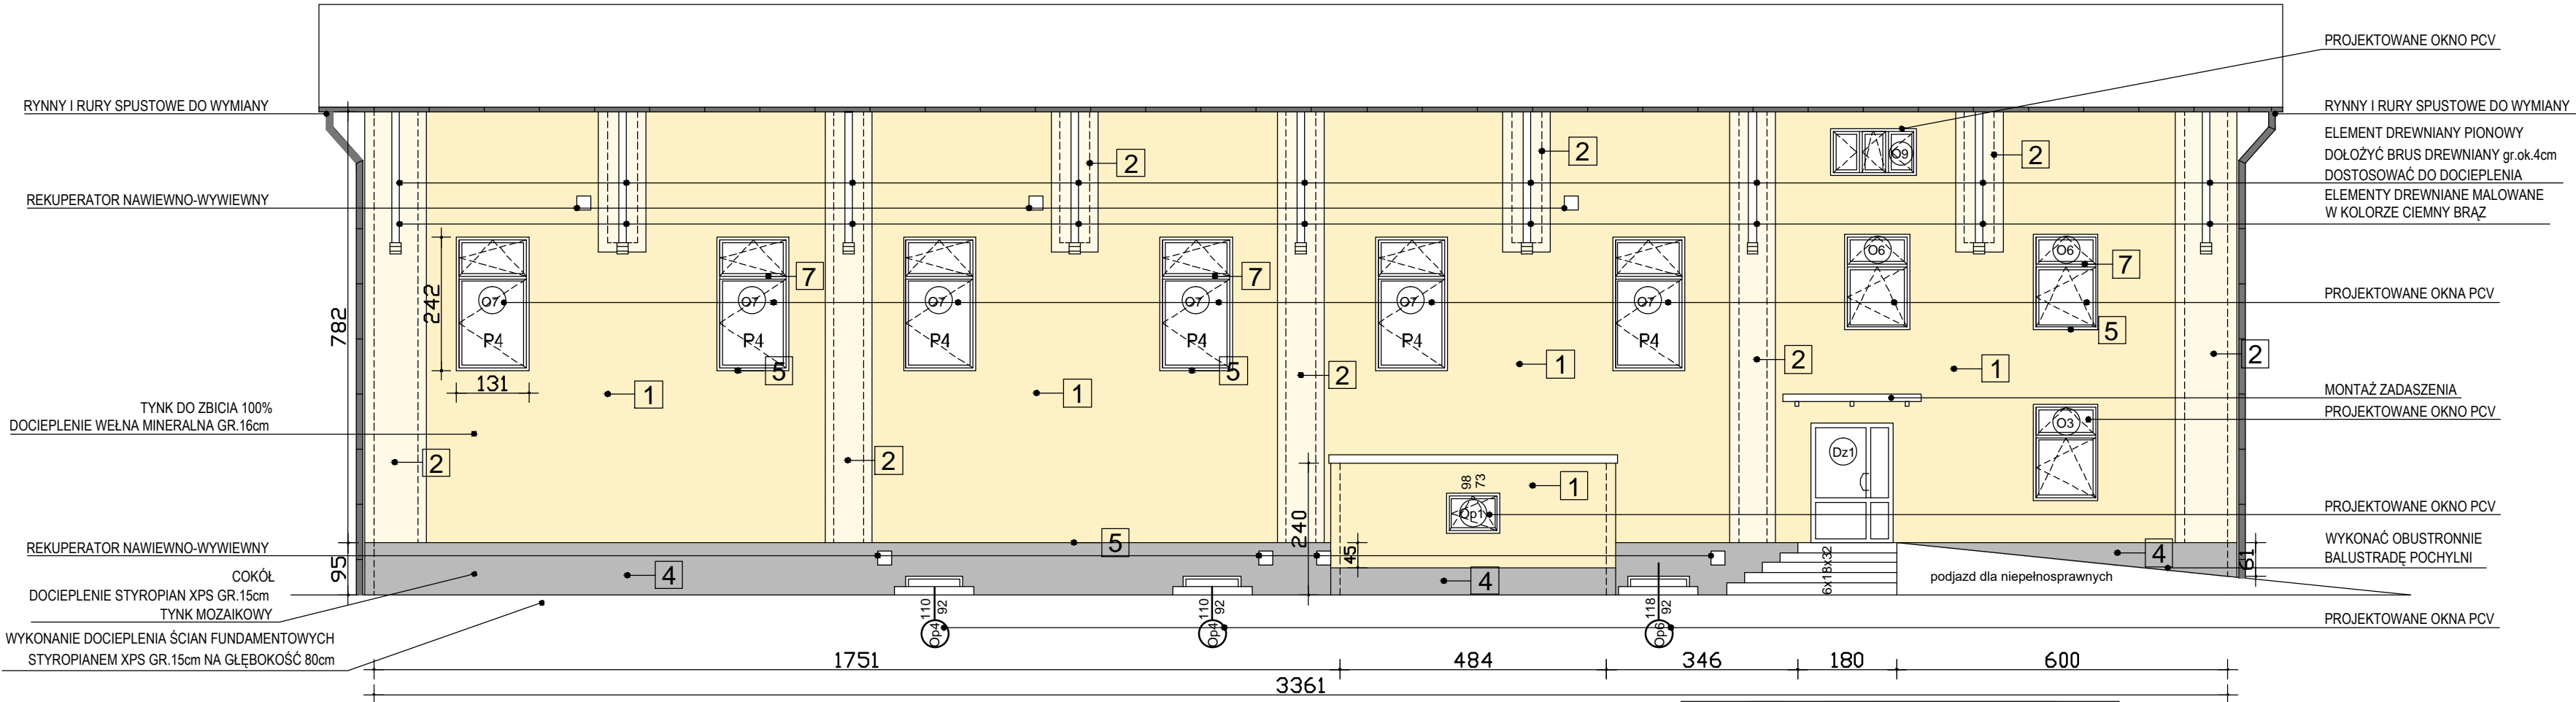 PROJEKTOWANE OKNO PCV
RYNNY I RURY SPUSTOWE DO WYMIANY
RYNNY I RURY SPUSTOWE DO WYMIANY
ELEMENT DREWNIANY PIONOWY
DOŁOŻYĆ BRUS DREWNIANY gr.ok.4cm
DOSTOSOWAĆ DO DOCIEPLENIA
ELEMENTY DREWNIANE MALOWANE
W KOLORZE CIEMNY BRĄZ
2
2
O9
2
REKUPERATOR NAWIEWNO-WYWIEWNY
782
242
131
O7
P4
7
O7
P4
5
O7
P4
7
O7
P4
5
O7
P4
O7
P4
O6
O6
7
5
PROJEKTOWANE OKNA PCV
1
1
2
1
2
1
2
MONTAŻ ZADASZENIA
PROJEKTOWANE OKNO PCV
O3
TYNK DO ZBICIA 100%
DOCIEPLENIE WEŁNA MINERALNA GR.16cm
2
2
Dz1
98
73
1
Op1
PROJEKTOWANE OKNO PCV
240
45
5
REKUPERATOR NAWIEWNO-WYWIEWNY
WYKONAĆ OBUSTRONNIE
BALUSTRADĘ POCHYLNI
95
4
4
4
61
6x18x32
podjazd dla niepełnosprawnych
COKÓŁ
DOCIEPLENIE STYROPIAN XPS GR.15cm
TYNK MOZAIKOWY
WYKONANIE DOCIEPLENIA ŚCIAN FUNDAMENTOWYCH
STYROPIANEM XPS GR.15cm NA GŁĘBOKOŚĆ 80cm
110
92
Op4
110
92
Op4
118
92
Op6
PROJEKTOWANE OKNA PCV
1751
484
346
180
600
3361